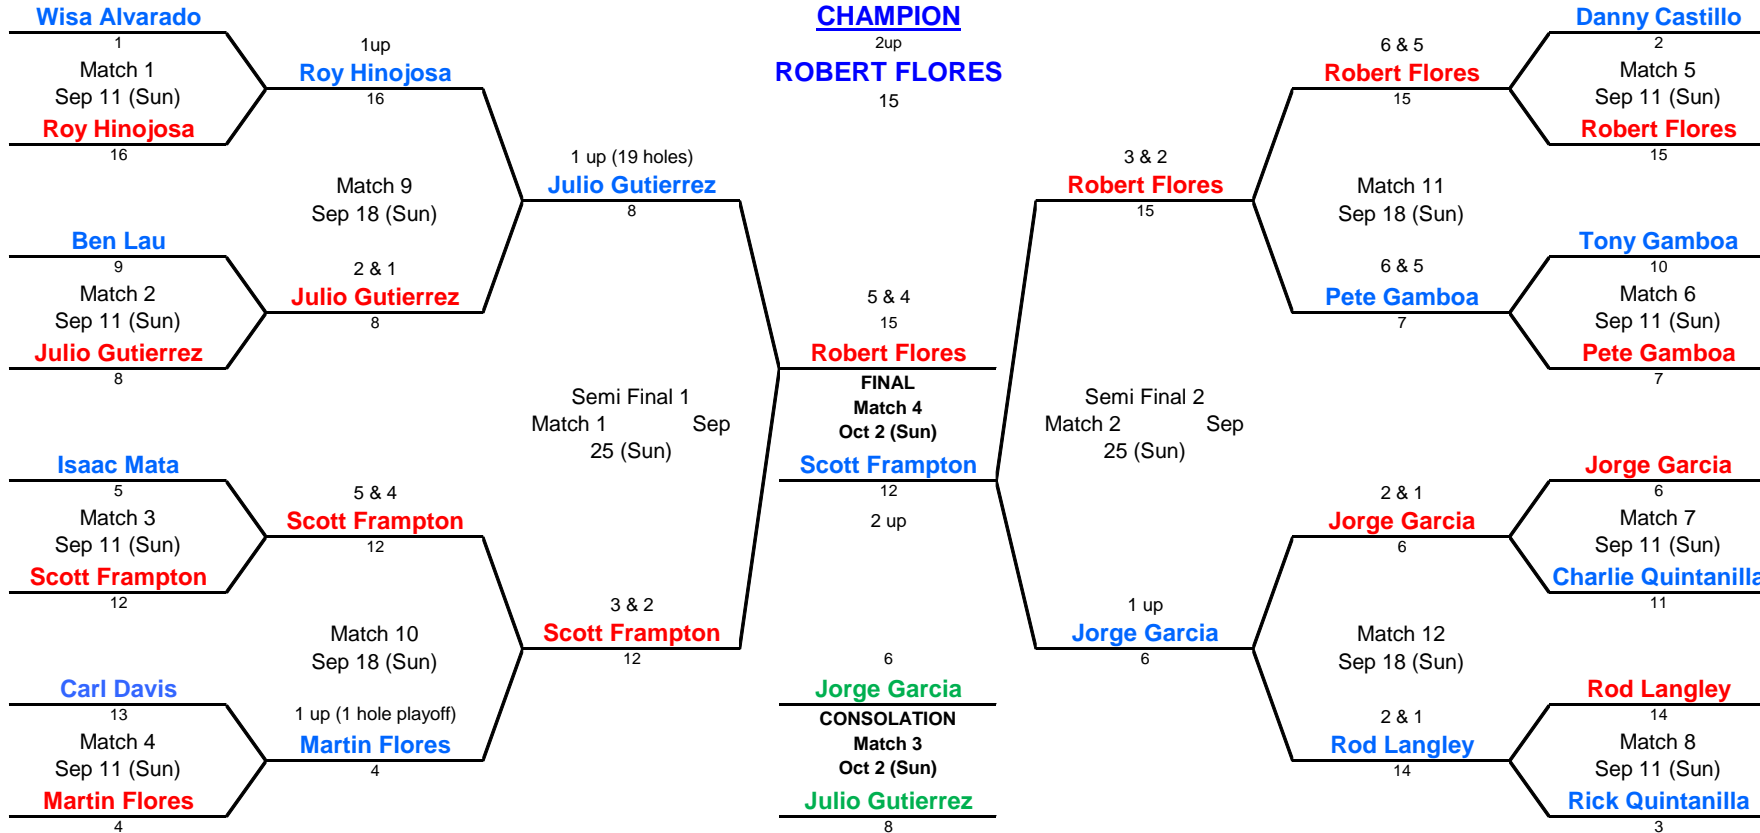 Wisa Alvarado
1
Match 1
Sep 11 (Sun)
Roy Hinojosa
16
Ben Lau
9
Match 2
Sep 11 (Sun)
Julio Gutierrez
8
Isaac Mata
5
Match 3
Sep 11 (Sun)
Scott Frampton
12
Carl Davis
13
Match 4
Sep 11 (Sun)
Martin Flores
4
1up
Roy Hinojosa
16
Match 9
Sep 18 (Sun)
2 & 1
Julio Gutierrez
8
5 & 4
Scott Frampton
12
Match 10
Sep 18 (Sun)
1 up (1 hole playoff)
Martin Flores
4
1 up (19 holes)
Julio Gutierrez
8
Semi Final 1
Match 1 Sep
25 (Sun)
3 & 2
Scott Frampton
12
CHAMPION
2up
ROBERT FLORES
15
5 & 4
15
Robert Flores
FINAL
Match 4
Oct 2 (Sun)
Scott Frampton
12
2 up
6
Jorge Garcia
CONSOLATION
Match 3
Oct 2 (Sun)
Julio Gutierrez
8
3 & 2
Robert Flores
15
Semi Final 2
Match 2 Sep
25 (Sun)
1 up
Jorge Garcia
6
6 & 5
Robert Flores
15
Match 11
Sep 18 (Sun)
6 & 5
Pete Gamboa
7
2 & 1
Jorge Garcia
6
Match 12
Sep 18 (Sun)
2 & 1
Rod Langley
14
Danny Castillo
2
Match 5
Sep 11 (Sun)
Robert Flores
15
Tony Gamboa
10
Match 6
Sep 11 (Sun)
Pete Gamboa
7
Jorge Garcia
6
Match 7
Sep 11 (Sun)
Charlie Quintanilla
11
Rod Langley
14
Match 8
Sep 11 (Sun)
Rick Quintanilla
3